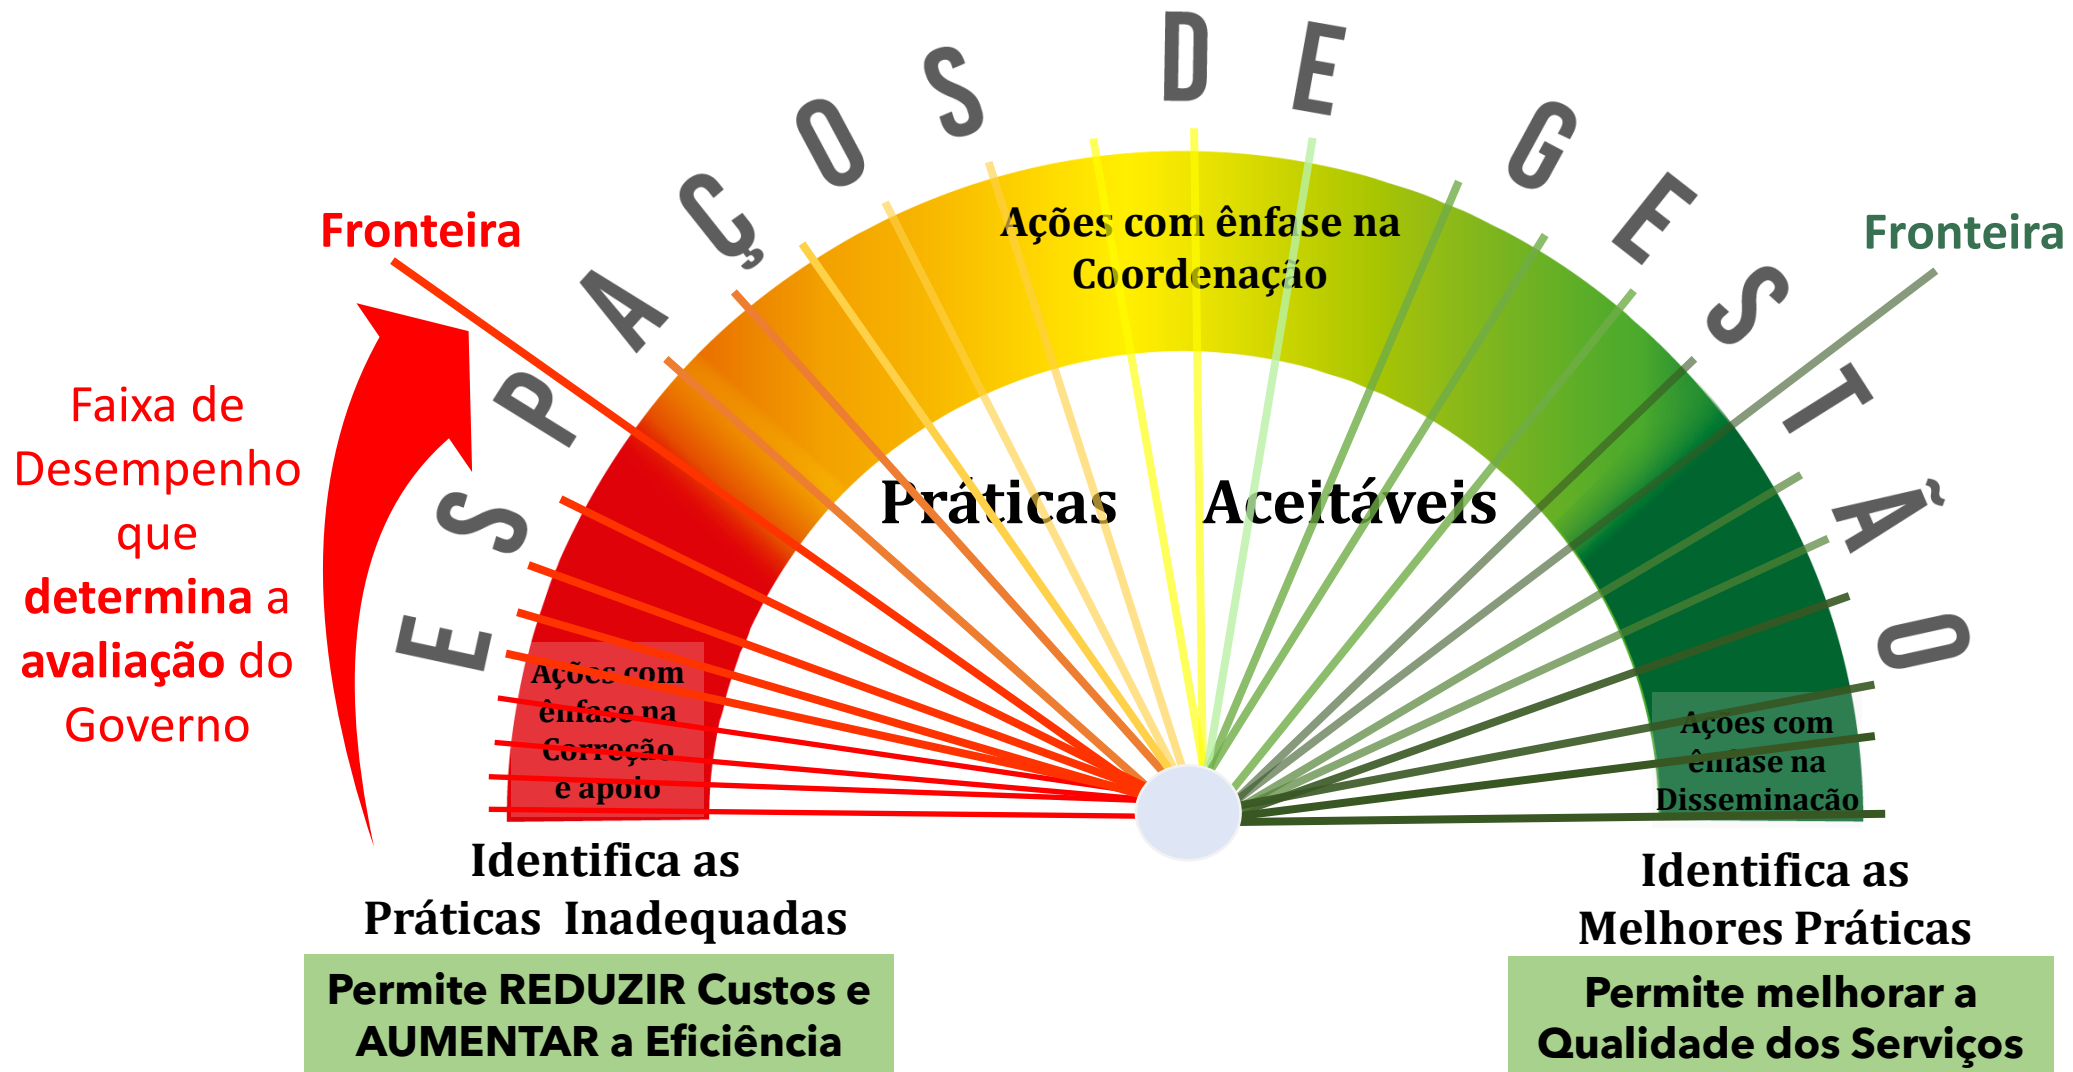 ESPAÇOS DE GESTÃO
Fronteira
Fronteira
Ações com ênfase na
Coordenação
Faixa de
Desempenho
que
determina a
avaliação do
Governo
Práticas Aceitáveis
Ações com
ênfase na
Correção
e apoio
Ações com
ênfase na
Disseminação
Identifica as
Práticas Inadequadas
Identifica as
Melhores Práticas
Permite REDUZIR Custos e
AUMENTAR a Eficiência
Permite melhorar a
Qualidade dos Serviços